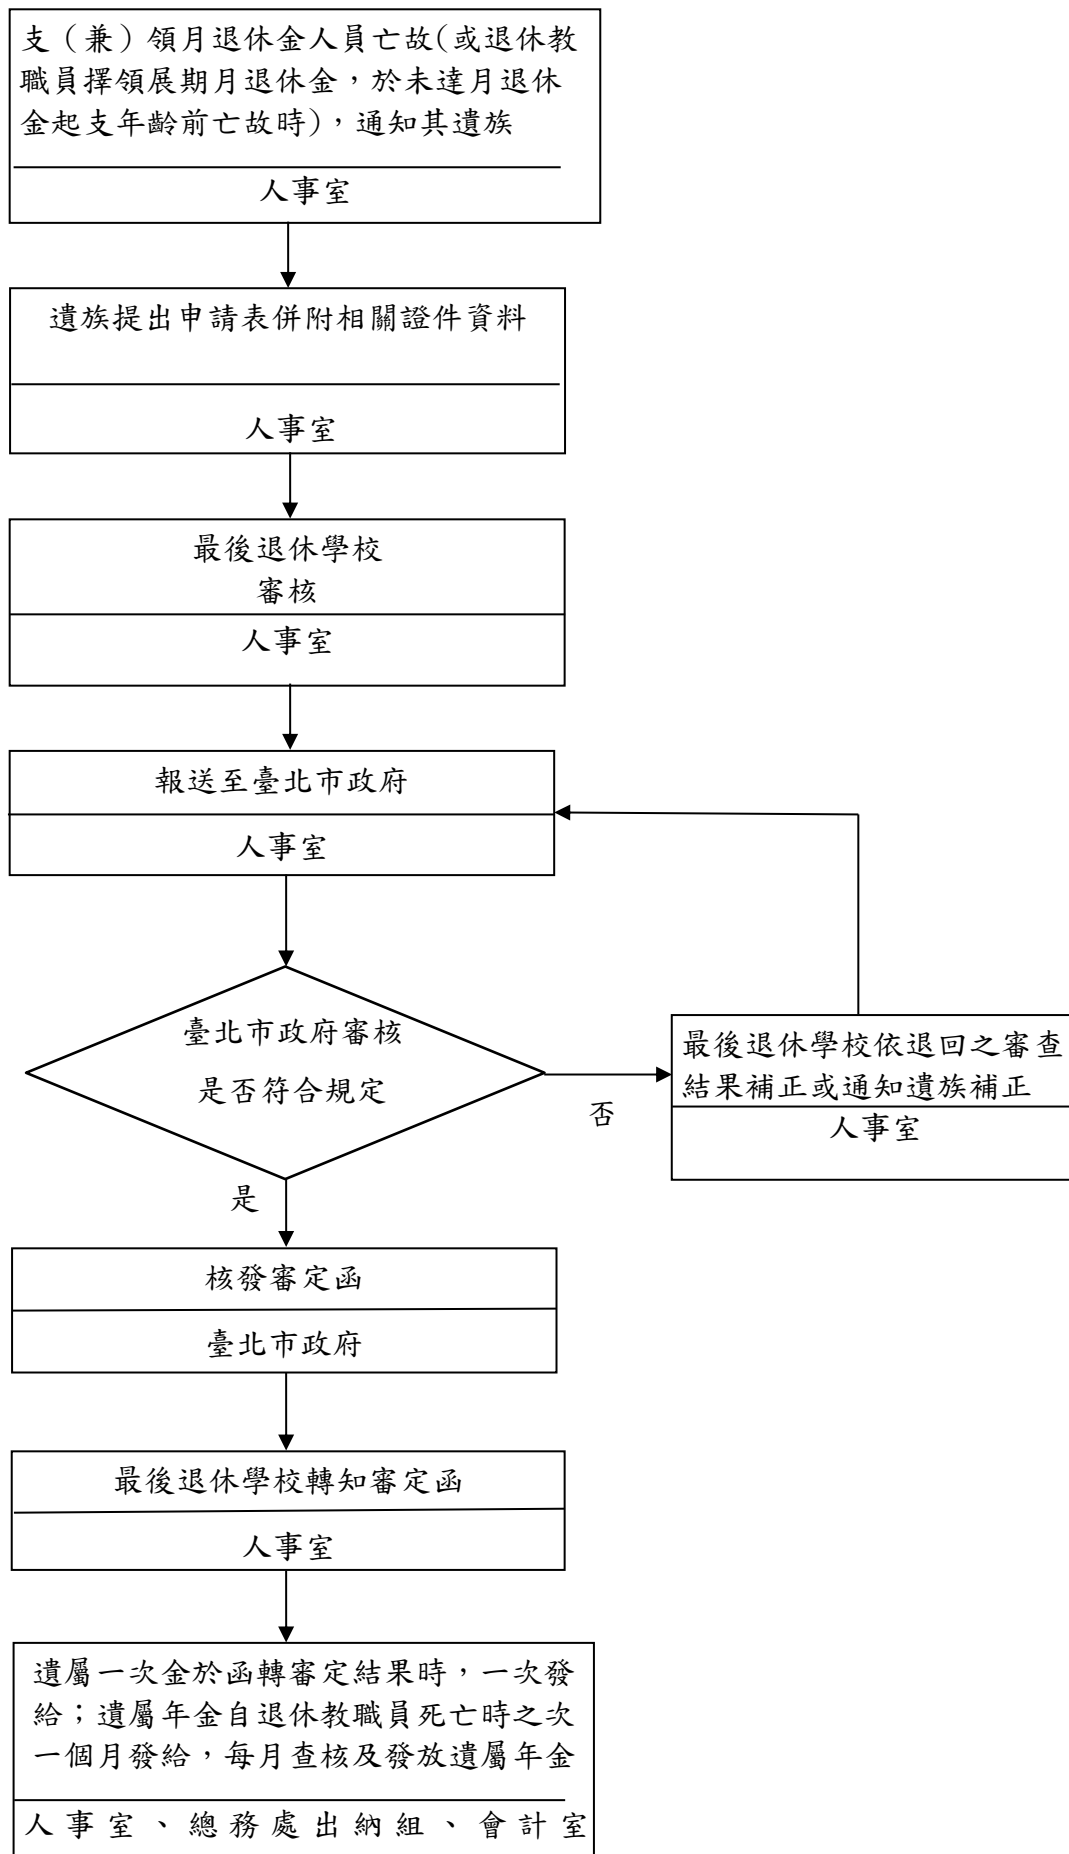 支（兼）領月退休金人員亡故(或退休教
職員擇領展期月退休金，於未達月退休
金起支年齡前亡故時)，通知其遺族
人事室
遺族提出申請表併附相關證件資料
人事室
最後退休學校
審核
人事室
報送至臺北市政府
人事室
臺北市政府審核
是否符合規定
否
最後退休學校依退回之審查
結果補正或通知遺族補正
人事室
是
核發審定函
臺北市政府
最後退休學校轉知審定函
人事室
遺屬一次金於函轉審定結果時，一次發
給；遺屬年金自退休教職員死亡時之次
一個月發給，每月查核及發放遺屬年金
人事室、總務處出納組、會計室